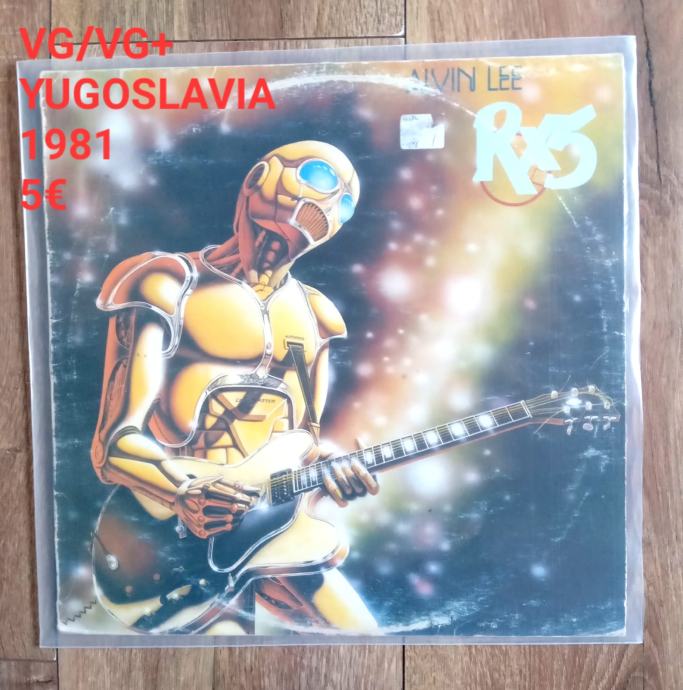 VG/VG+
YUGOSLAVIA
1981
5€
ALVIN LEE
RX5